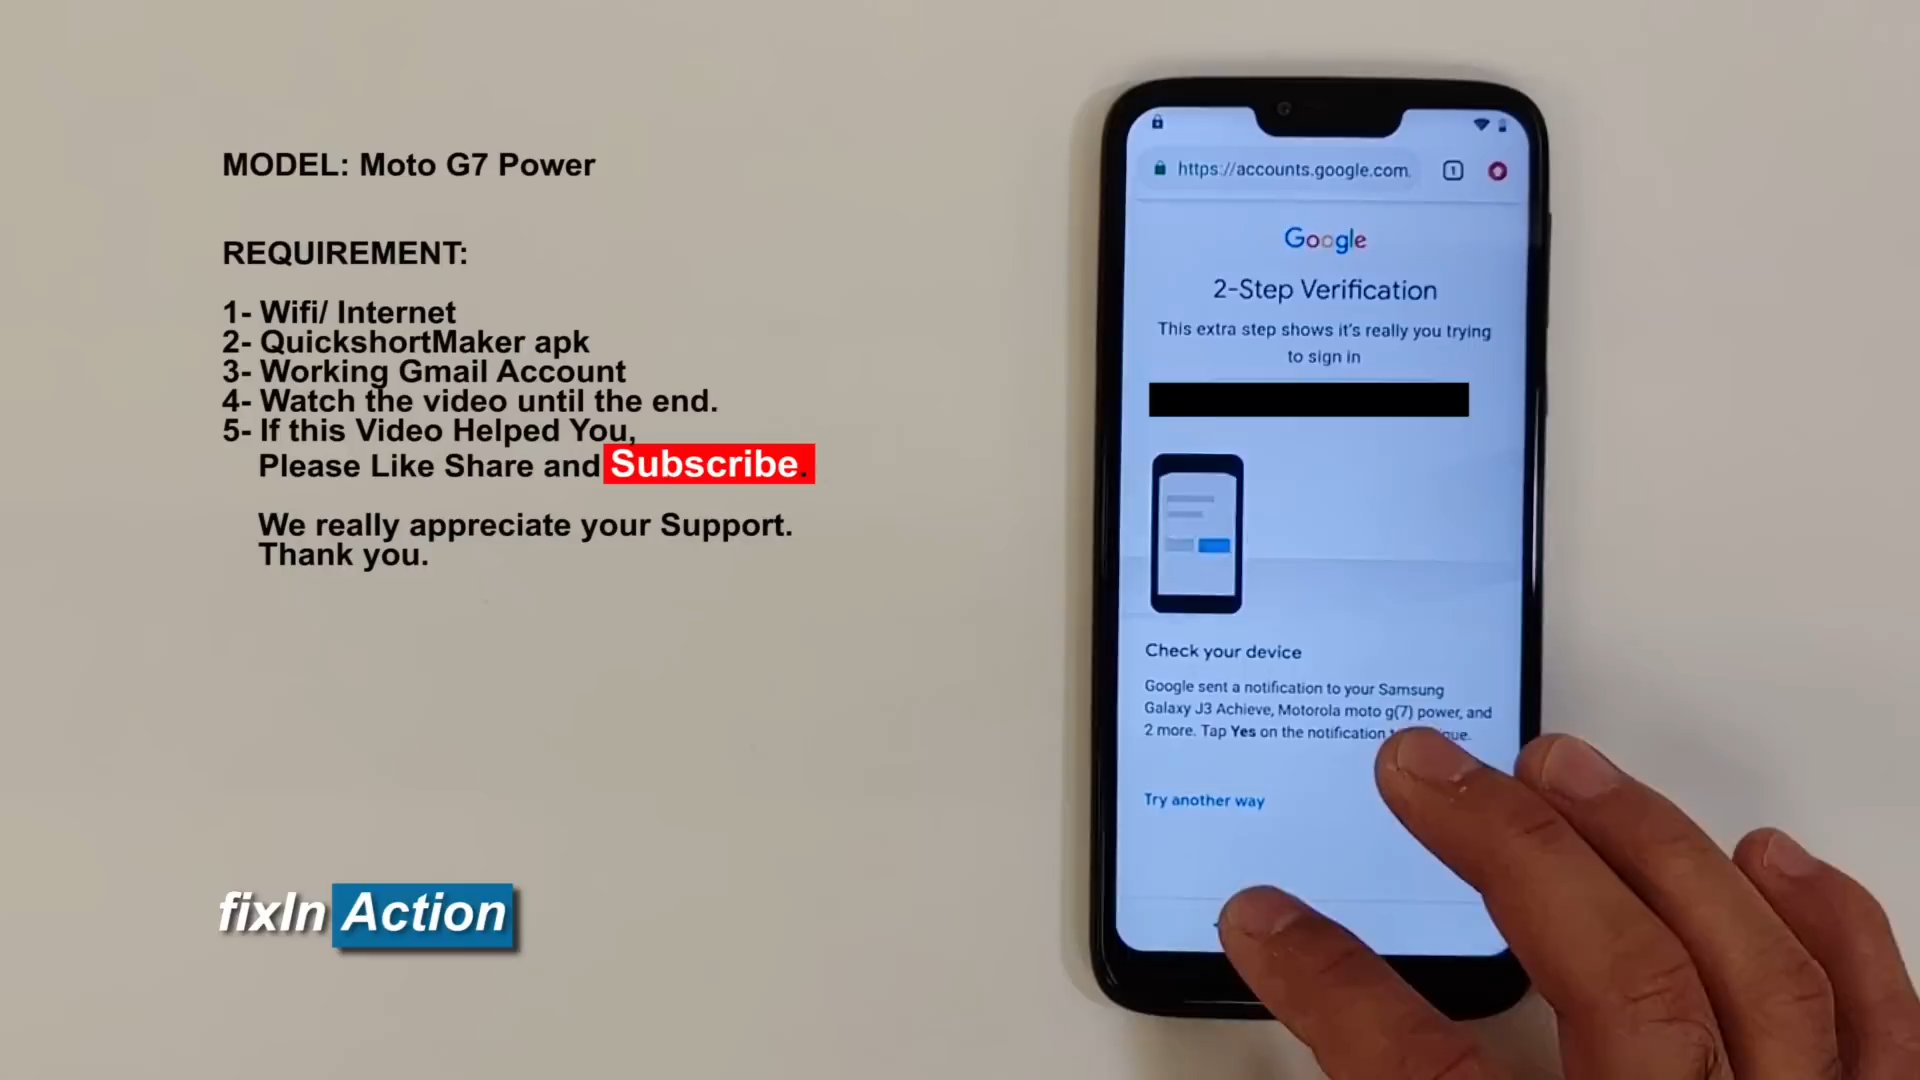 MODEL: Moto G7 Power
REQUIREMENT:
1- Wifi/ Internet
2- QuickshortMaker apk
3- Working Gmail Account
4- Watch the video until the end.
5- If this Video Helped You,
Please Like Share and Subscribe.
We really appreciate your Support.
Thank you.
fixIn Action
https://accounts.google.com.
1
Google
2-Step Verification
This extra step shows it's really you trying
to sign in
Check your device
Google sent a notification to your Samsung
Galaxy J3 Achieve, Motorola moto g(7) power, and
2 more. Tap Yes on the notification
Try another way